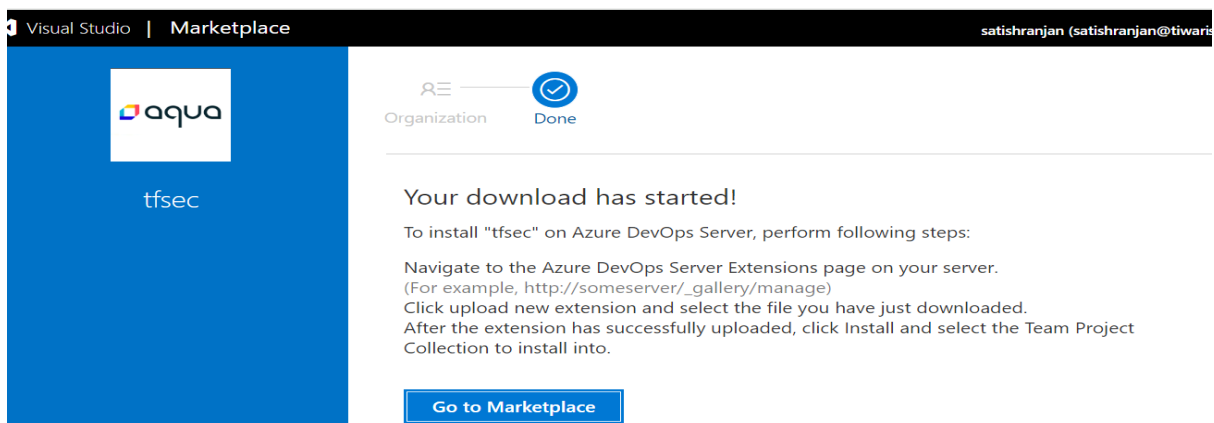 Visual Studio | Marketplace
satishranjan (satishranjan@tiwaris
aqua
tfsec
Organization
Done
Your download has started!
To install "tfsec" on Azure DevOps Server, perform following steps:
Navigate to the Azure DevOps Server Extensions page on your server.
(For example, http://someserver/_gallery/manage)
Click upload new extension and select the file you have just downloaded.
After the extension has successfully uploaded, click Install and select the Team Project
Collection to install into.
Go to Marketplace